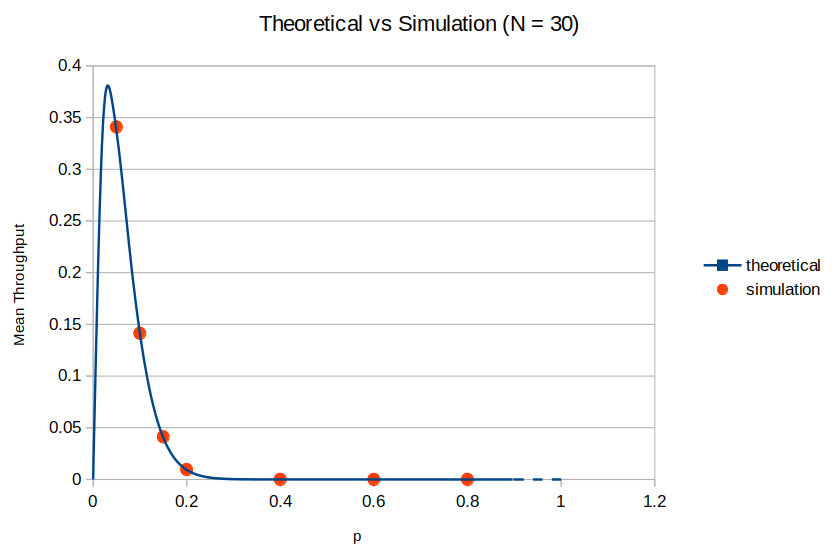 Theoretical vs Simulation (N = 30)
0.4
0.35
0.3
0.25
0.2
0.15
0.1
0.05
0
Mean Throughput
0 0.2 0.4 0.6 0.8 1 1.2
p
theoretical
simulation